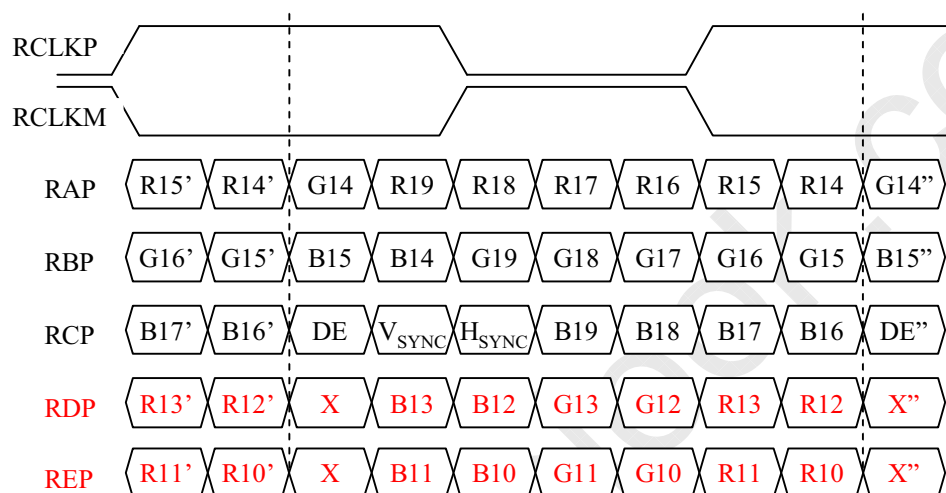 RCLKP
RCLKM
RAP R15’ R14’ G14 R19 R18 R17 R16 R15 R14 G14”
RBP G16’ G15’ B15 B14 G19 G18 G17 G16 G15 B15”
RCP B17’ B16’ DE VSYNC HSYNC B19 B18 B17 B16 DE”
RDP R13’ R12’ X B13 B12 G13 G12 R13 R12 X”
REP R11’ R10’ X B11 B10 G11 G10 R11 R10 X”